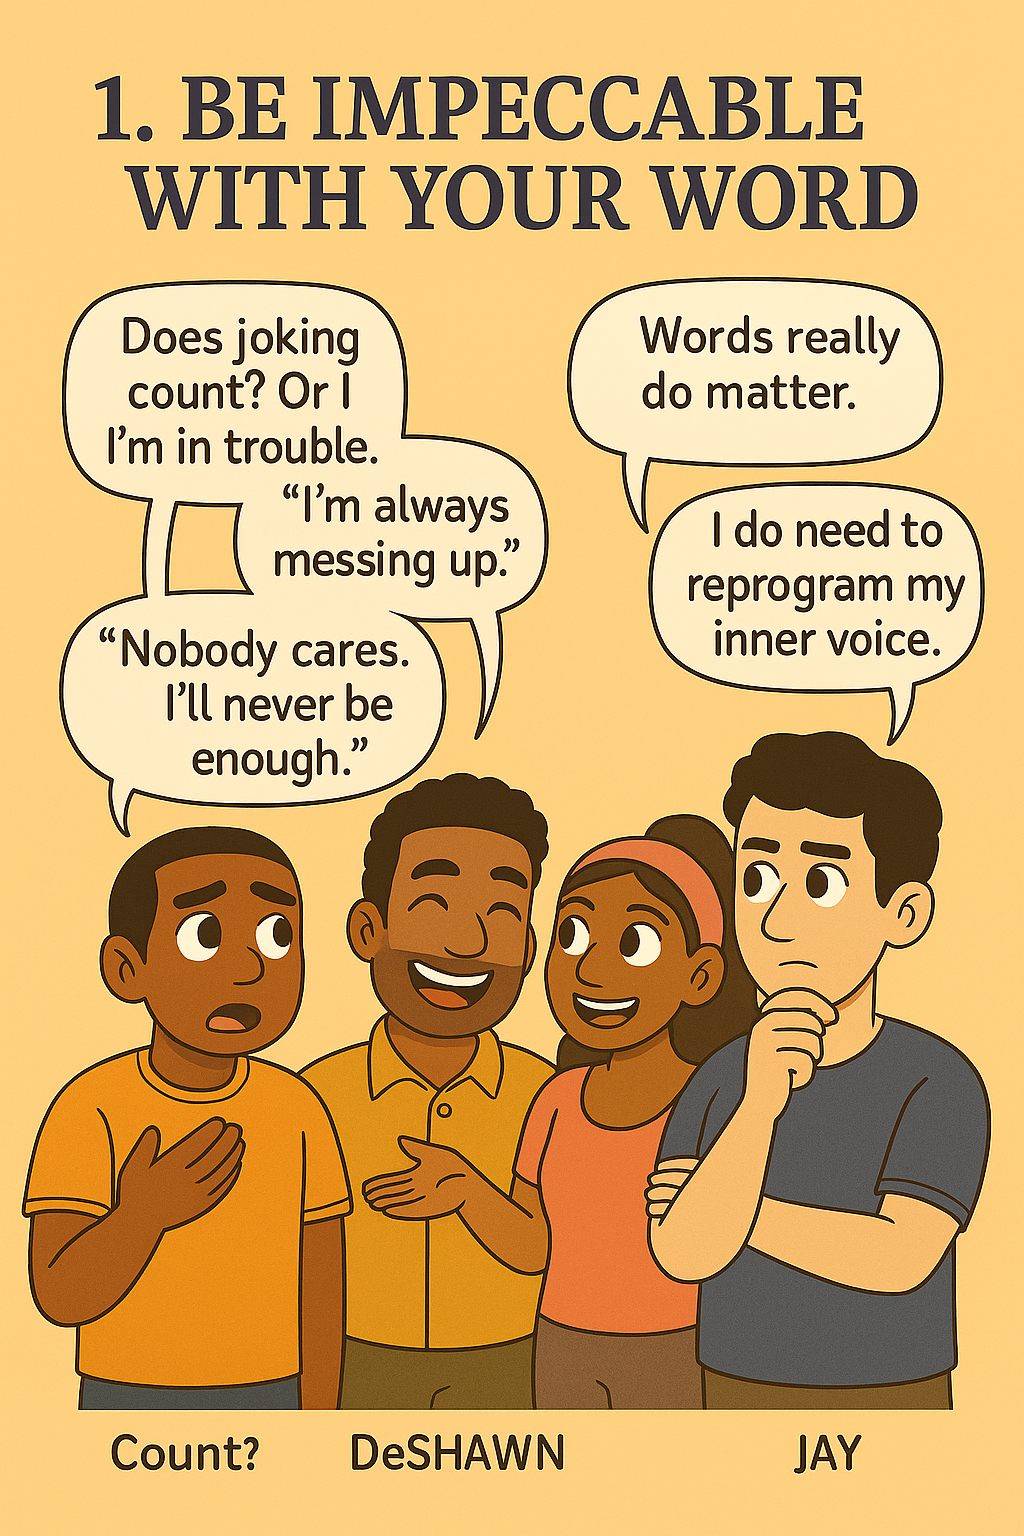 1. BE IMPECCABLE
WITH YOUR WORD
Does joking
count? Or I
I'm in trouble.
“I'm always
messing up.”
“Nobody cares.
I'll never be
enough.”
Words really
do matter.
I do need to
reprogram my
inner voice.
Count?
DeSHAWN
JAY